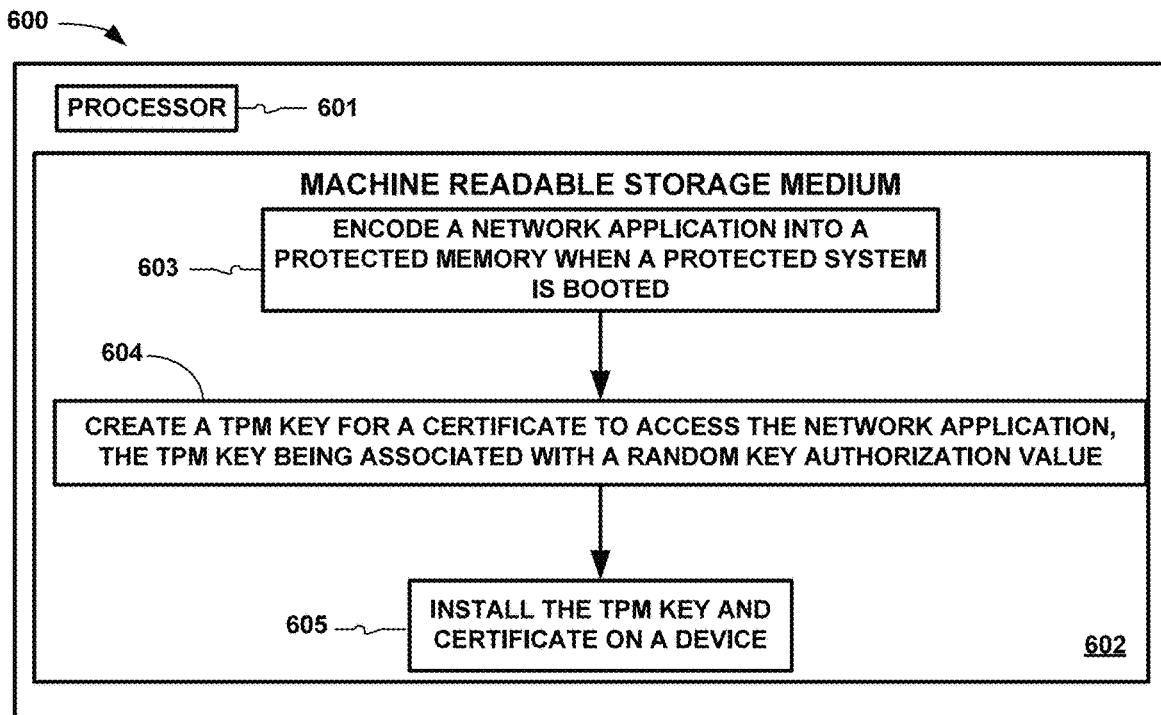 600
PROCESSOR
601
MACHINE READABLE STORAGE MEDIUM
ENCODE A NETWORK APPLICATION INTO A
PROTECTED MEMORY WHEN A PROTECTED SYSTEM
IS BOOTED
603
604
CREATE A TPM KEY FOR A CERTIFICATE TO ACCESS THE NETWORK APPLICATION,
THE TPM KEY BEING ASSOCIATED WITH A RANDOM KEY AUTHORIZATION VALUE
INSTALL THE TPM KEY AND
CERTIFICATE ON A DEVICE
605
602